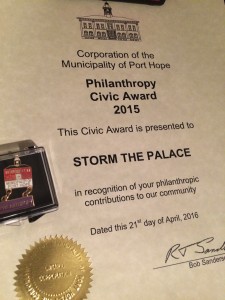 Corporation of the
Municipality of Port Hope
Philanthropy
Civic Award
2015
This Civic Award is presented to
STORM THE PALACE
in recognition of your philanthropic
contributions to our community
Dated this 21st day of April, 2016
Bob Sanderson